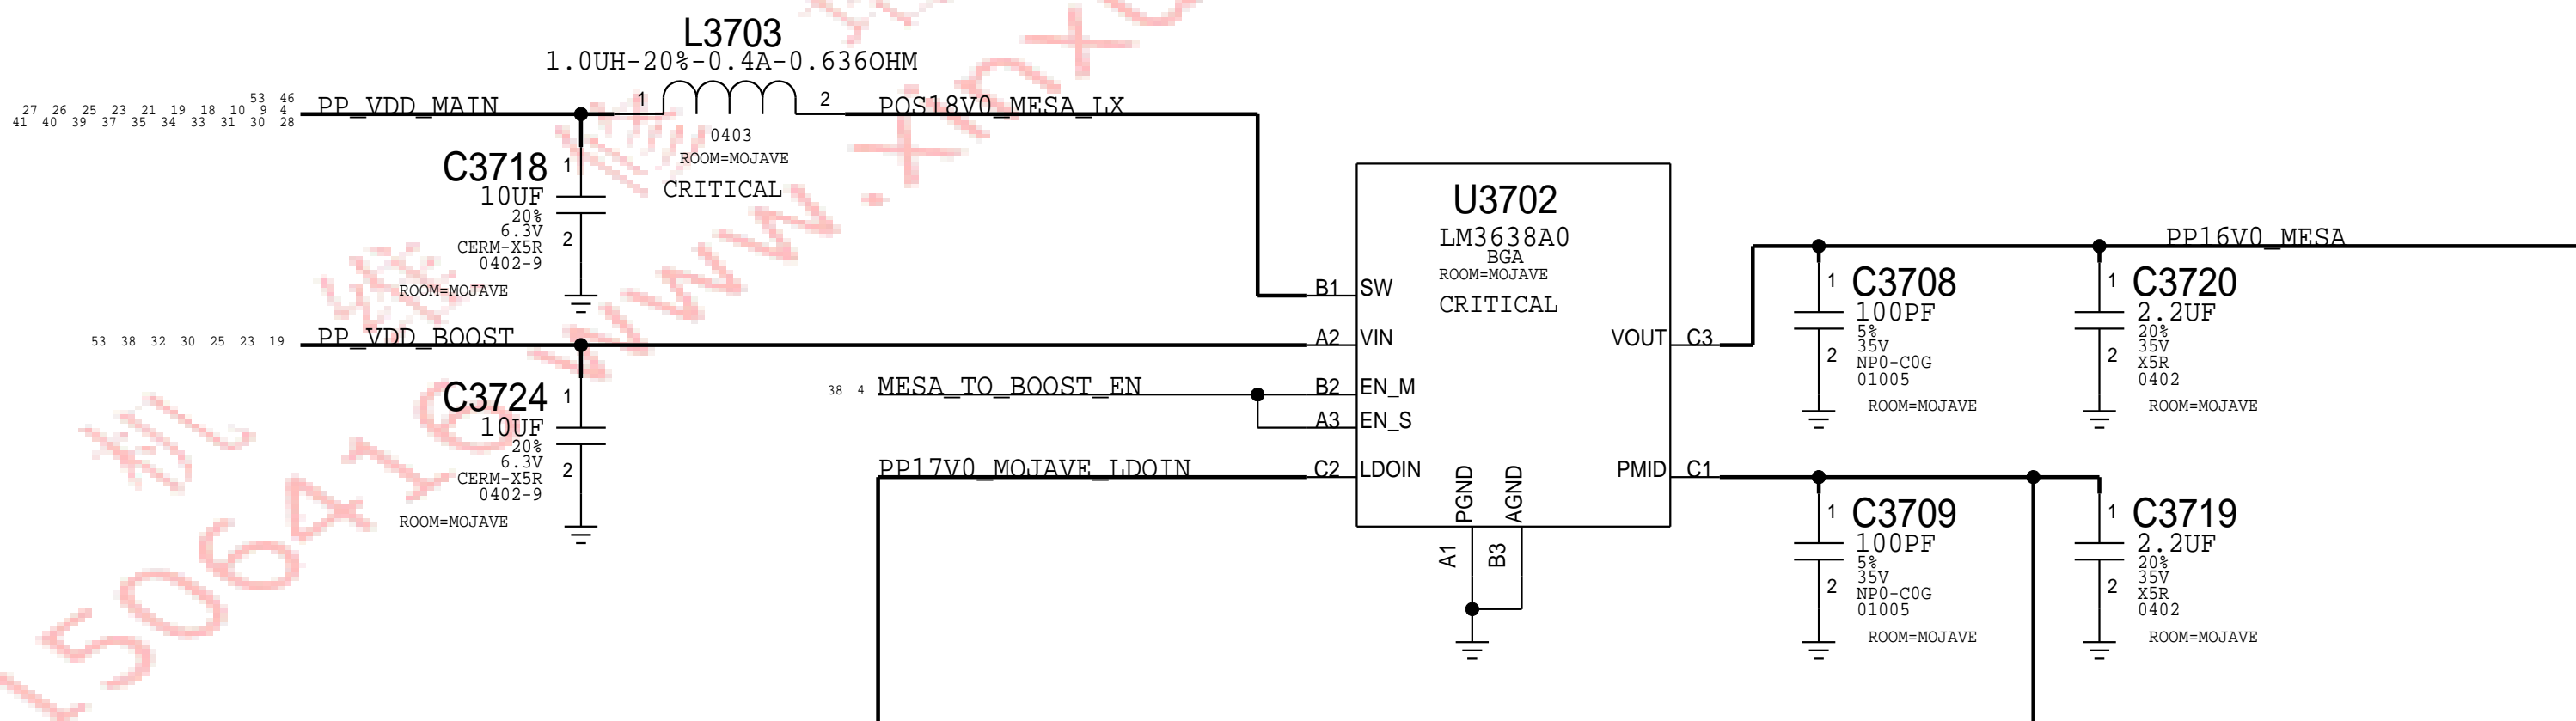 L3703
1.0UH-20%-0.4A-0.636OHM
53 46
27 26 25 23 21 19 18 10 9 4
41 40 39 37 35 34 33 31 30 28
PP_VDD_MAIN
1
2
POS18V0_MESA_LX
0403
ROOM=MOJAVE
CRITICAL
C3718
1
10UF
20%
6.3V
2
CERM-X5R
0402-9
ROOM=MOJAVE
U3702
LM3638A0
BGA
ROOM=MOJAVE
CRITICAL
B1 SW
53 38 32 30 25 23 19
PP_VDD_BOOST
A2 VIN
38 4
MESA_TO_BOOST_EN
B2 EN_M
A3 EN_S
PP17V0_MOJAVE_LDOIN
C2 LDOIN
VOUT C3
PMID C1
PGND
AGND
A1
B3
C3724
1
10UF
20%
6.3V
2
CERM-X5R
0402-9
ROOM=MOJAVE
PP16V0_MESA
1
C3708
100PF
5%
35V
2
NP0-C0G
01005
ROOM=MOJAVE
1
C3720
2.2UF
20%
35V
2
X5R
0402
ROOM=MOJAVE
1
C3709
100PF
5%
35V
2
NP0-C0G
01005
ROOM=MOJAVE
1
C3719
2.2UF
20%
35V
2
X5R
0402
ROOM=MOJAVE